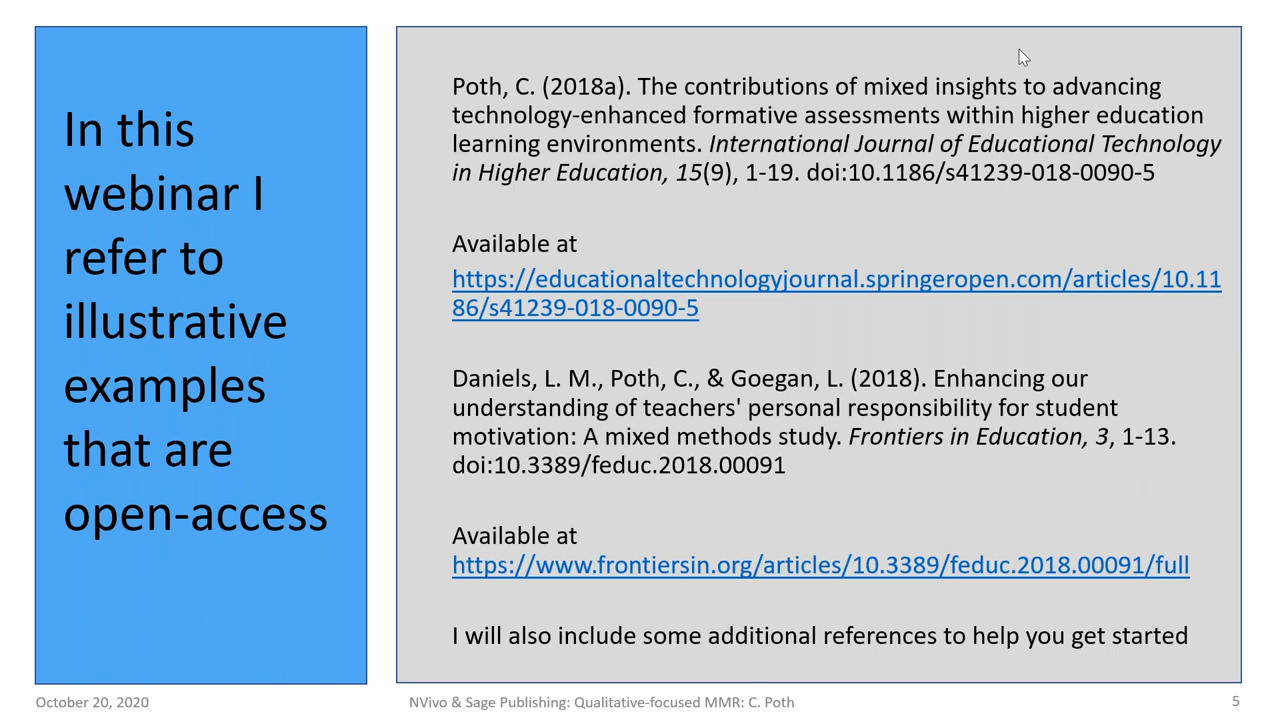 In this
webinar I
refer to
illustrative
examples
that are
open-access
Poth, C. (2018a). The contributions of mixed insights to advancing
technology-enhanced formative assessments within higher education
learning environments. International Journal of Educational Technology
in Higher Education, 15(9), 1-19. doi:10.1186/s41239-018-0090-5
Available at
https://educationaltechnologyjournal.springeropen.com/articles/10.11
86/s41239-018-0090-5
Daniels, L. M., Poth, C., & Goegan, L. (2018). Enhancing our
understanding of teachers' personal responsibility for student
motivation: A mixed methods study. Frontiers in Education, 3, 1-13.
doi:10.3389/feduc.2018.00091
Available at
https://www.frontiersin.org/articles/10.3389/feduc.2018.00091/full
I will also include some additional references to help you get started
October 20, 2020
NVivo & Sage Publishing: Qualitative-focused MMR: C. Poth
5